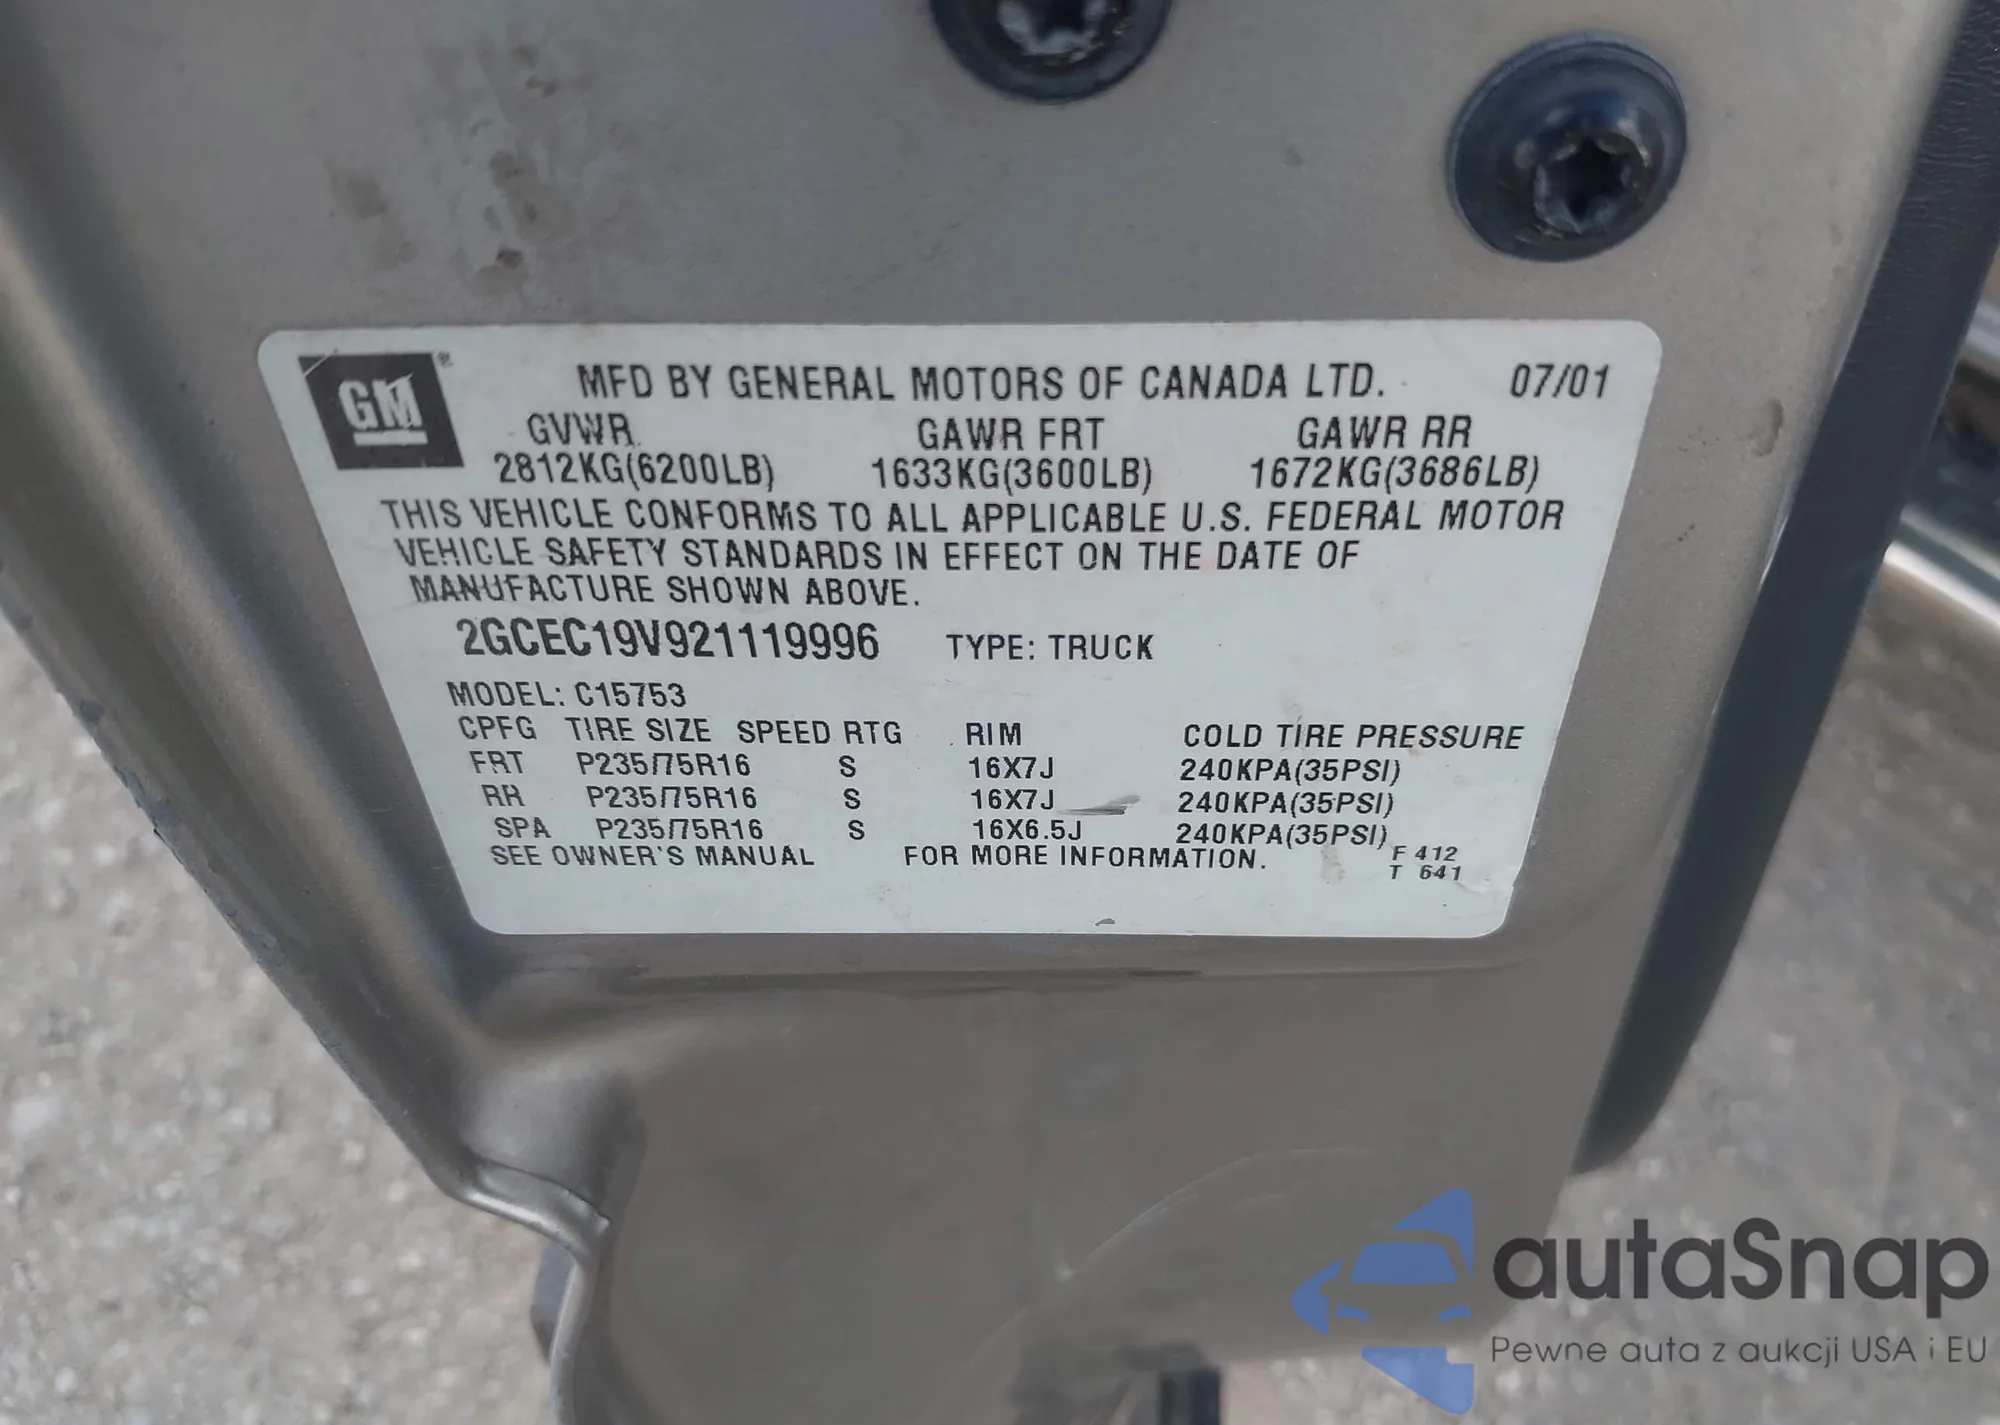 GM®
MFD BY GENERAL MOTORS OF CANADA LTD. 07/01
GVWR GAWR FRT GAWR RR
2812KG(6200LB) 1633KG(3600LB) 1672KG(3686LB)
THIS VEHICLE CONFORMS TO ALL APPLICABLE U.S. FEDERAL MOTOR
VEHICLE SAFETY STANDARDS IN EFFECT ON THE DATE OF
MANUFACTURE SHOWN ABOVE.
2GCEC19V921119996 TYPE: TRUCK
MODEL: C15753
CPFG TIRE SIZE SPEED RTG RIM COLD TIRE PRESSURE
FRT P235/75R16 S 16X7J 240KPA(35PSI)
RR P235/75R16 S 16X7J 240KPA(35PSI)
SPA P235/75R16 S 16X6.5J 240KPA(35PSI)
SEE OWNER'S MANUAL FOR MORE INFORMATION.
F 412
T 641
autaSnap
Pewne auta z aukcji USA i EU